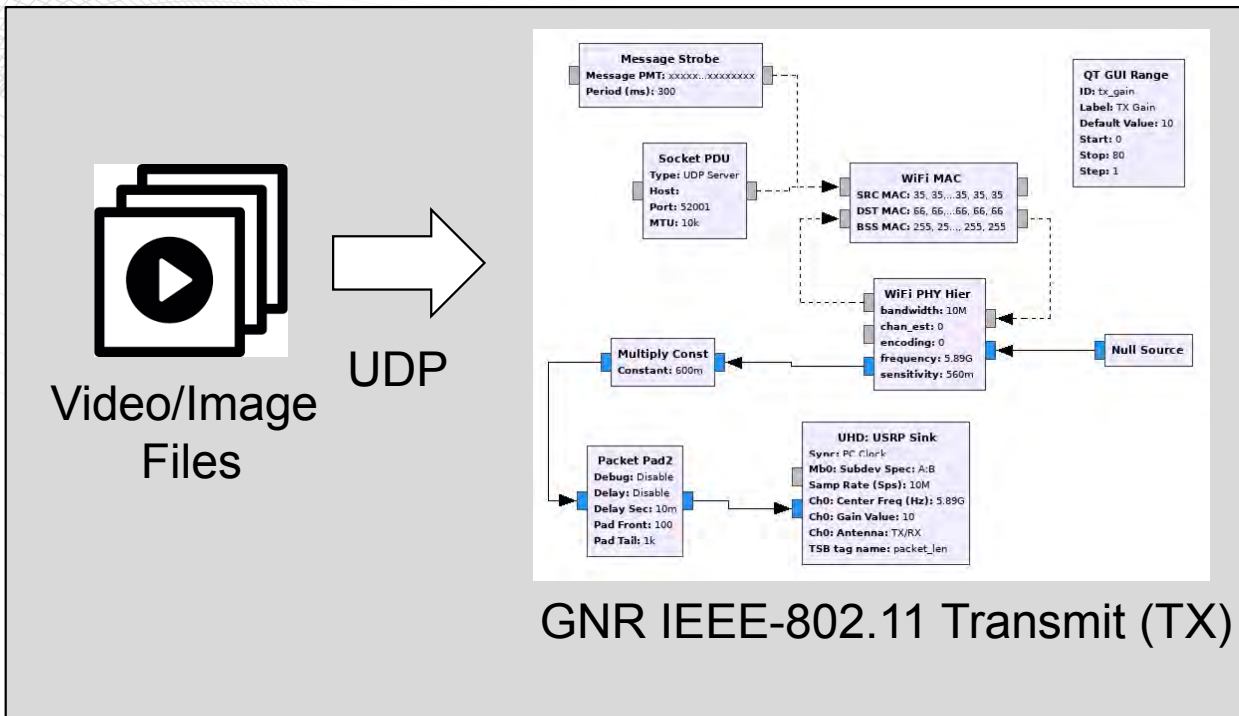 Video/Image
Files
UDP
Message Strobe
Message PMT: xxxxx...xxxxxxxx
Period (ms): 300
QT GUI Range
ID: tx_gain
Label: TX Gain
Default Value: 10
Start: 0
Stop: 80
Step: 1
Socket PDU
Type: UDP Server
Host:
Port: 52001
MTU: 10k
WiFi MAC
SRC MAC: 35, 35,...35, 35, 35
DST MAC: 66, 66,...66, 66, 66
BSS MAC: 255, 25..., 255, 255
WiFi PHY Hier
bandwidth: 10M
chan_est: 0
encoding: 0
frequency: 5.89G
sensitivity: 560m
Null Source
Multiply Const
Constant: 600m
Packet Pad2
Debug: Disable
Delay: Disable
Delay Sec: 10m
Pad Front: 100
Pad Tail: 1k
UHD: USRP Sink
Sync: PC Clock
Mb0: Subdev Spec: A:B
Samp Rate (Sps): 10M
Ch0: Center Freq (Hz): 5.89G
Ch0: Gain Value: 10
Ch0: Antenna: TX/RX
TSB tag name: packet_len
GNR IEEE-802.11 Transmit (TX)